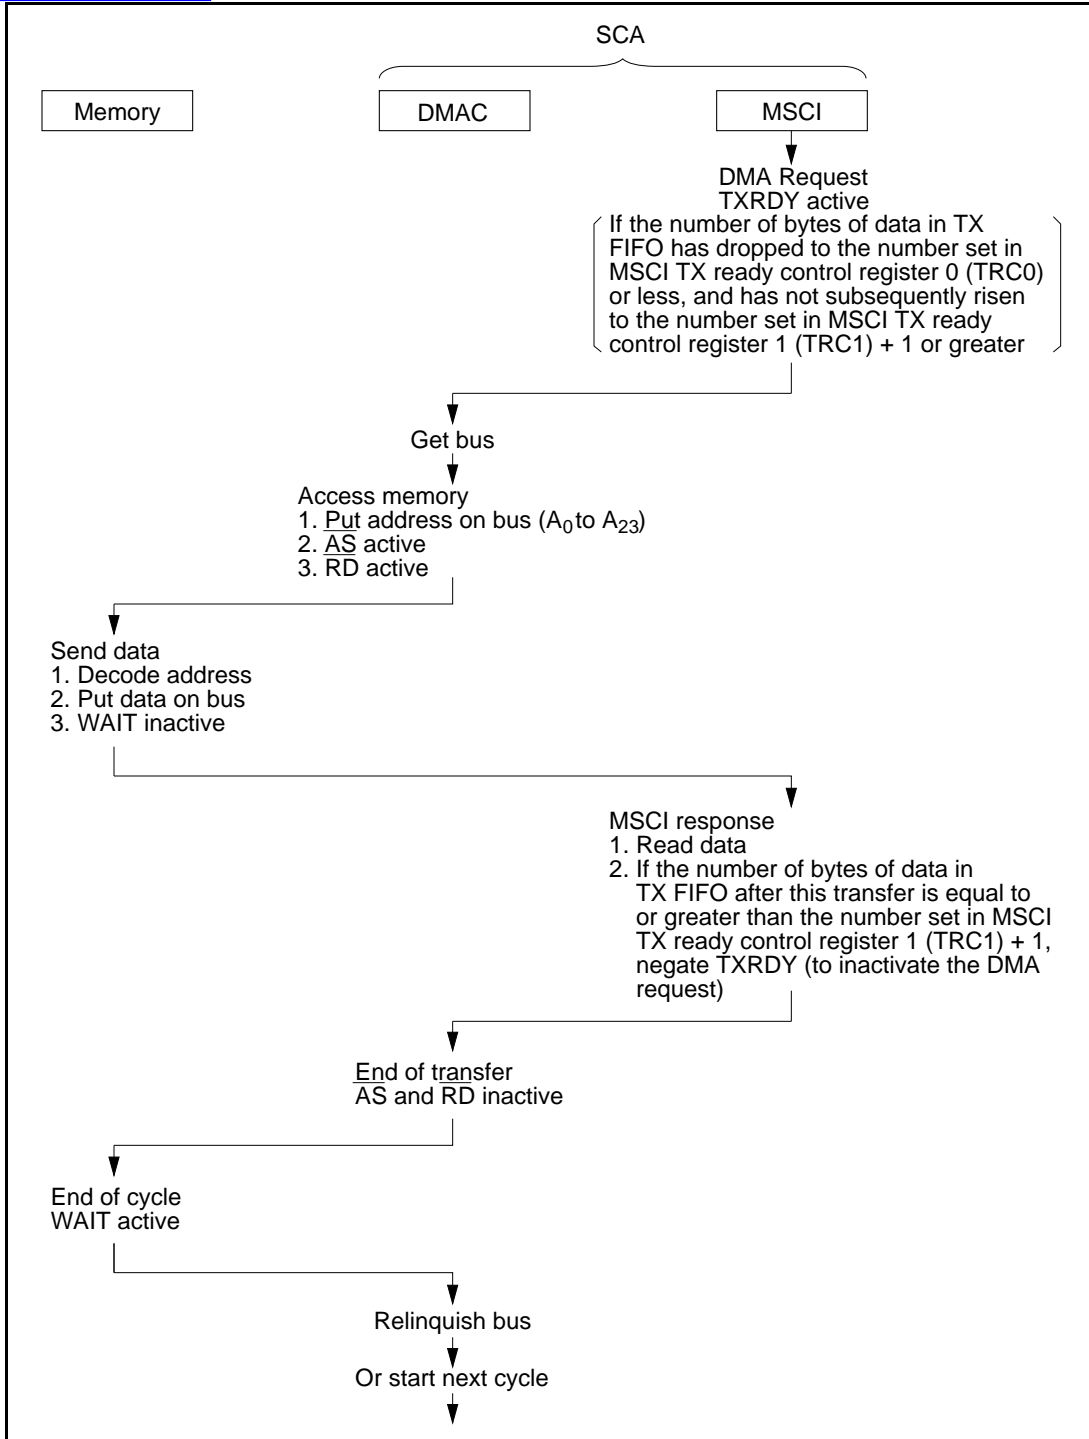 SCA
Memory
DMAC
MSCI
DMA Request
TXRDY active
If the number of bytes of data in TX
FIFO has dropped to the number set in
MSCI TX ready control register 0 (TRC0)
or less, and has not subsequently risen
to the number set in MSCI TX ready
control register 1 (TRC1) + 1 or greater
Get bus
Access memory
1. Put address on bus (A0 to A23)
2. AS active
3. RD active
Send data
1. Decode address
2. Put data on bus
3. WAIT inactive
MSCI response
1. Read data
2. If the number of bytes of data in
TX FIFO after this transfer is equal to
or greater than the number set in MSCI
TX ready control register 1 (TRC1) + 1,
negate TXRDY (to inactivate the DMA
request)
End of transfer
AS and RD inactive
End of cycle
WAIT active
Relinquish bus
Or start next cycle